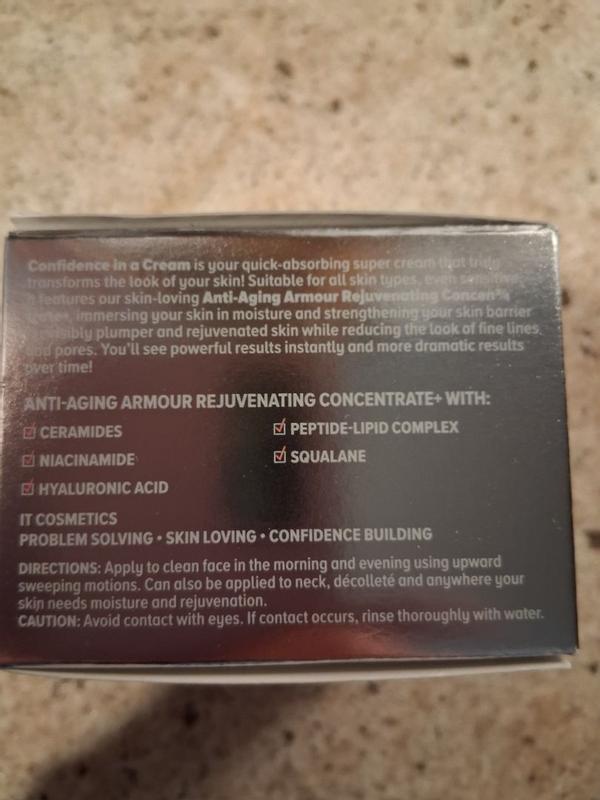 Confidence in a Cream is your quick-absorbing super cream that truly
transforms the look of your skin! Suitable for all skin types, even sensitive.
It features our skin-loving Anti-Aging Armour Rejuvenating Concen
trate+, immersing your skin in moisture and strengthening your skin barrier
visibly plumper and rejuvenated skin while reducing the look of fine lines
and pores. You'll see powerful results instantly and more dramatic results
over time!
ANTI-AGING ARMOUR REJUVENATING CONCENTRATE+ WITH:
CERAMIDES
PEPTIDE-LIPID COMPLEX
NIACINAMIDE
SQUALANE
HYALURONIC ACID
IT COSMETICS
PROBLEM SOLVING • SKIN LOVING • CONFIDENCE BUILDING
DIRECTIONS: Apply to clean face in the morning and evening using upward
sweeping motions. Can also be applied to neck, décolleté and anywhere your
skin needs moisture and rejuvenation.
CAUTION: Avoid contact with eyes. If contact occurs, rinse thoroughly with water.